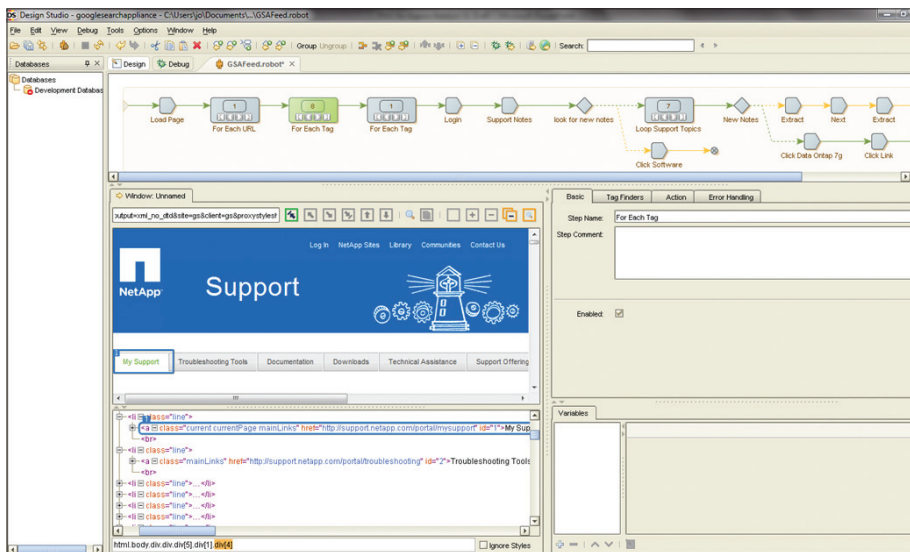 DS Design Studio - googlesearchappliance - C:\Users\jo\Documents\...\GSAFeed.robot
File Edit View Debug Tools Options Window Help
Group Ungroup
Search:
Databases
Design Debug GSAFeed.robot*
Databases
Development Databas
1
0
1
7
Load Page
For Each URL
For Each Tag
For Each Tag
Login
Support Notes
look for new notes
Loop Support Topics
New Notes
Extract
Next
Extract
Click Software
Click Data Ontap 7g
Click Link
Window: Unnamed
output=xml_no_dtd&site=gs&client=gs&proxystylesh
Log In NetApp Sites Library Communities Contact Us
NetApp
Support
My Support Troubleshooting Tools Documentation Downloads Technical Assistance Support Offering
<li class="line">
<a class="current currentPage mainLinks" href="http://support.netapp.com/portal/mysupport" id="1">My Sup
<br>
<li class="line">
<a class="mainLinks" href="http://support.netapp.com/portal/troubleshooting" id="2">Troubleshooting Tools
<br>
<li class="line">...</li>
<li class="line">...</li>
<li class="line">...</li>
html.body.div.div.div[5].div[1].div[4]
Ignore Styles
Basic Tag Finders Action Error Handling
Step Name: For Each Tag
Step Comment:
Enabled:
Variables